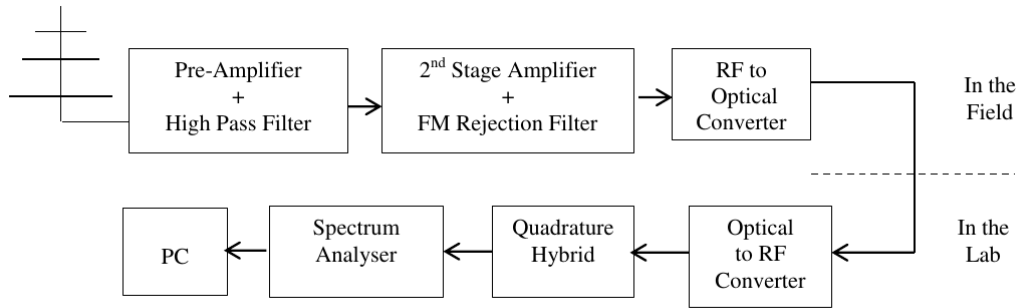 Pre-Amplifier
+
High Pass Filter
2nd Stage Amplifier
+
FM Rejection Filter
RF to
Optical
Converter
In the
Field
PC
Spectrum
Analyser
Quadrature
Hybrid
Optical
to RF
Converter
In the
Lab